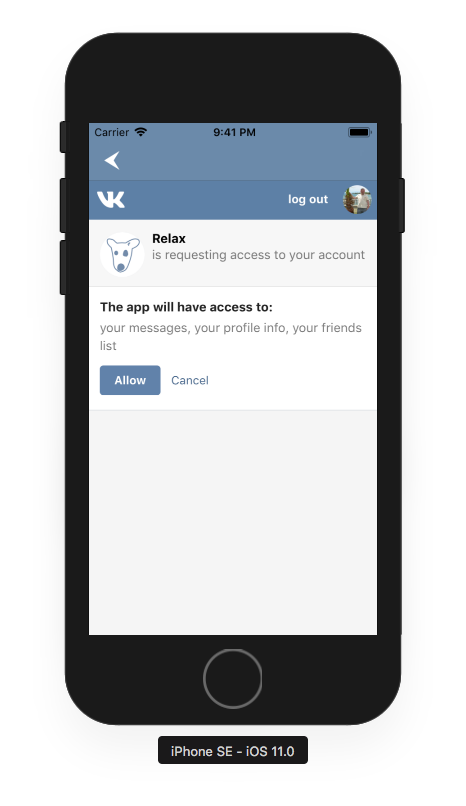 Carrier 9:41 PM
log out
Relax
is requesting access to your account
The app will have access to:
your messages, your profile info, your friends
list
Allow Cancel
iPhone SE - iOS 11.0